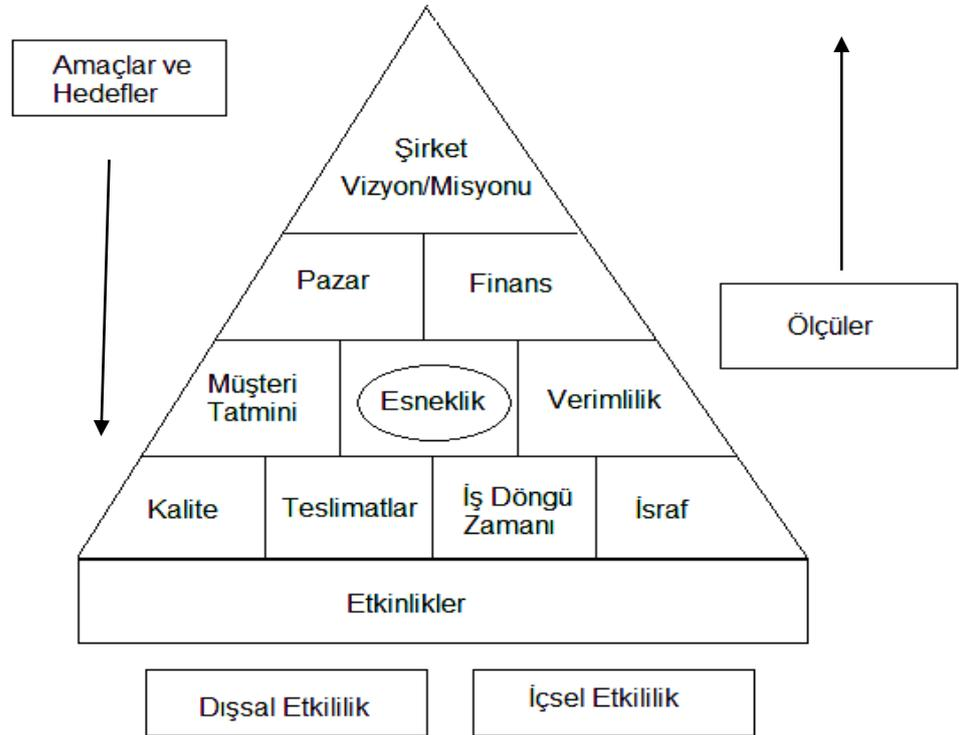 Amaçlar ve
Hedefler
Şirket
Vizyon/Misyonu
Pazar
Finans
Ölçüler
Müşteri
Tatmini
Esneklik
Verimlilik
Kalite
Teslimatlar
İş Döngü
Zamanı
İsraf
Etkinlikler
Dışsal Etkililik
İçsel Etkililik